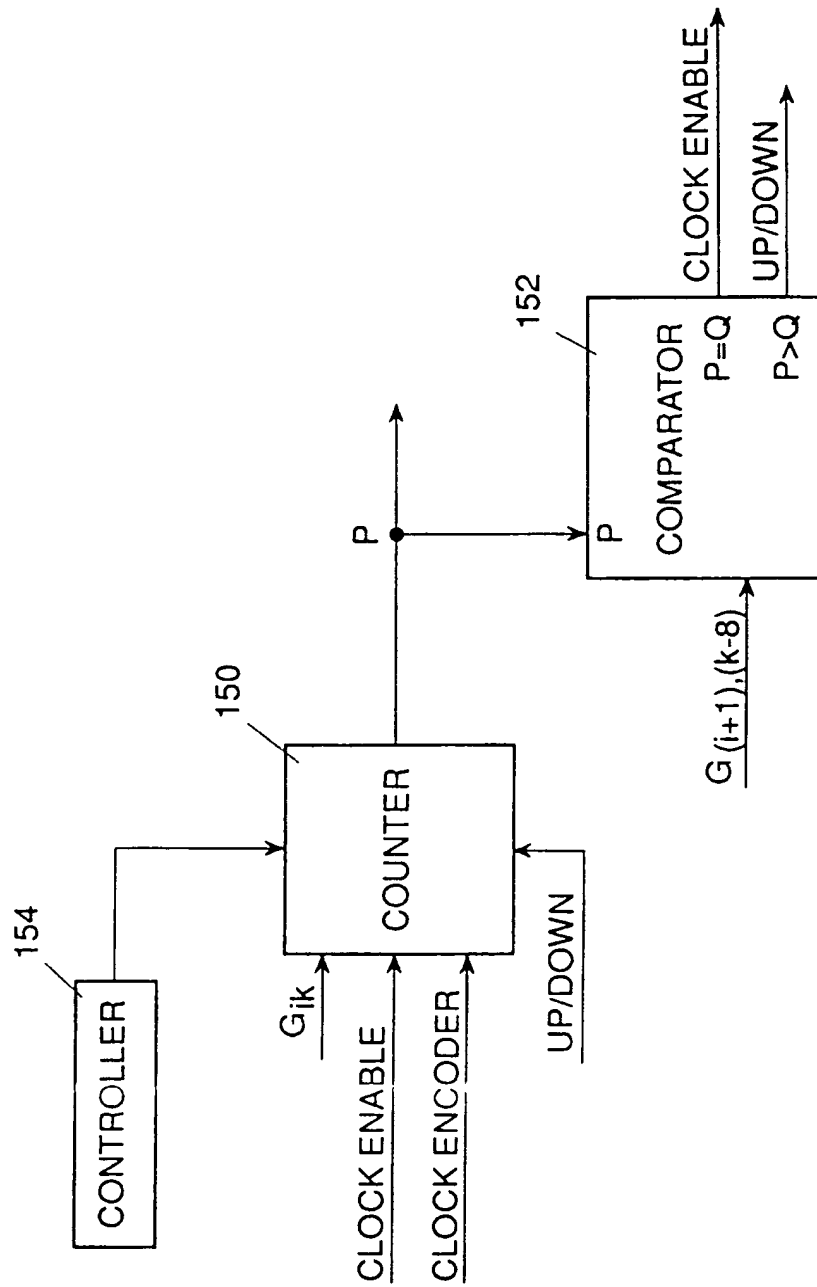 154
CONTROLLER
150
COUNTER
G_ik
CLOCK ENABLE
CLOCK ENCODER
UP/DOWN
P
152
P
COMPARATOR
P=Q
P>Q
G_(i+1),(k-8)
CLOCK ENABLE
UP/DOWN